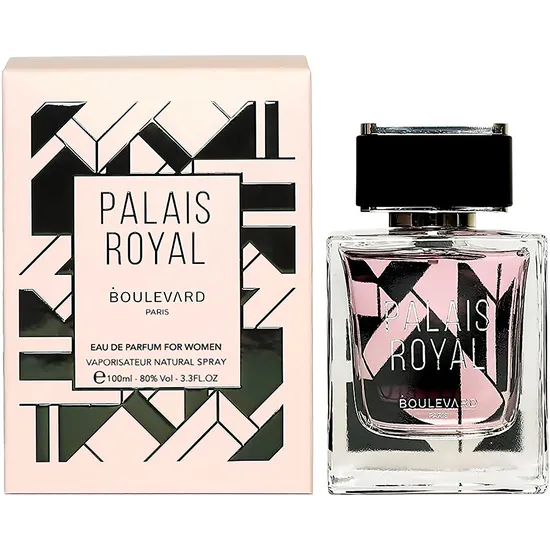 PALAIS
ROYAL
BOULEVARD
PARIS
EAU DE PARFUM FOR WOMEN
VAPORISATEUR NATURAL SPRAY
℮ 100ml - 80% Vol - 3.3FL.OZ
PALAIS
ROYAL
BOULEVARD
PARIS